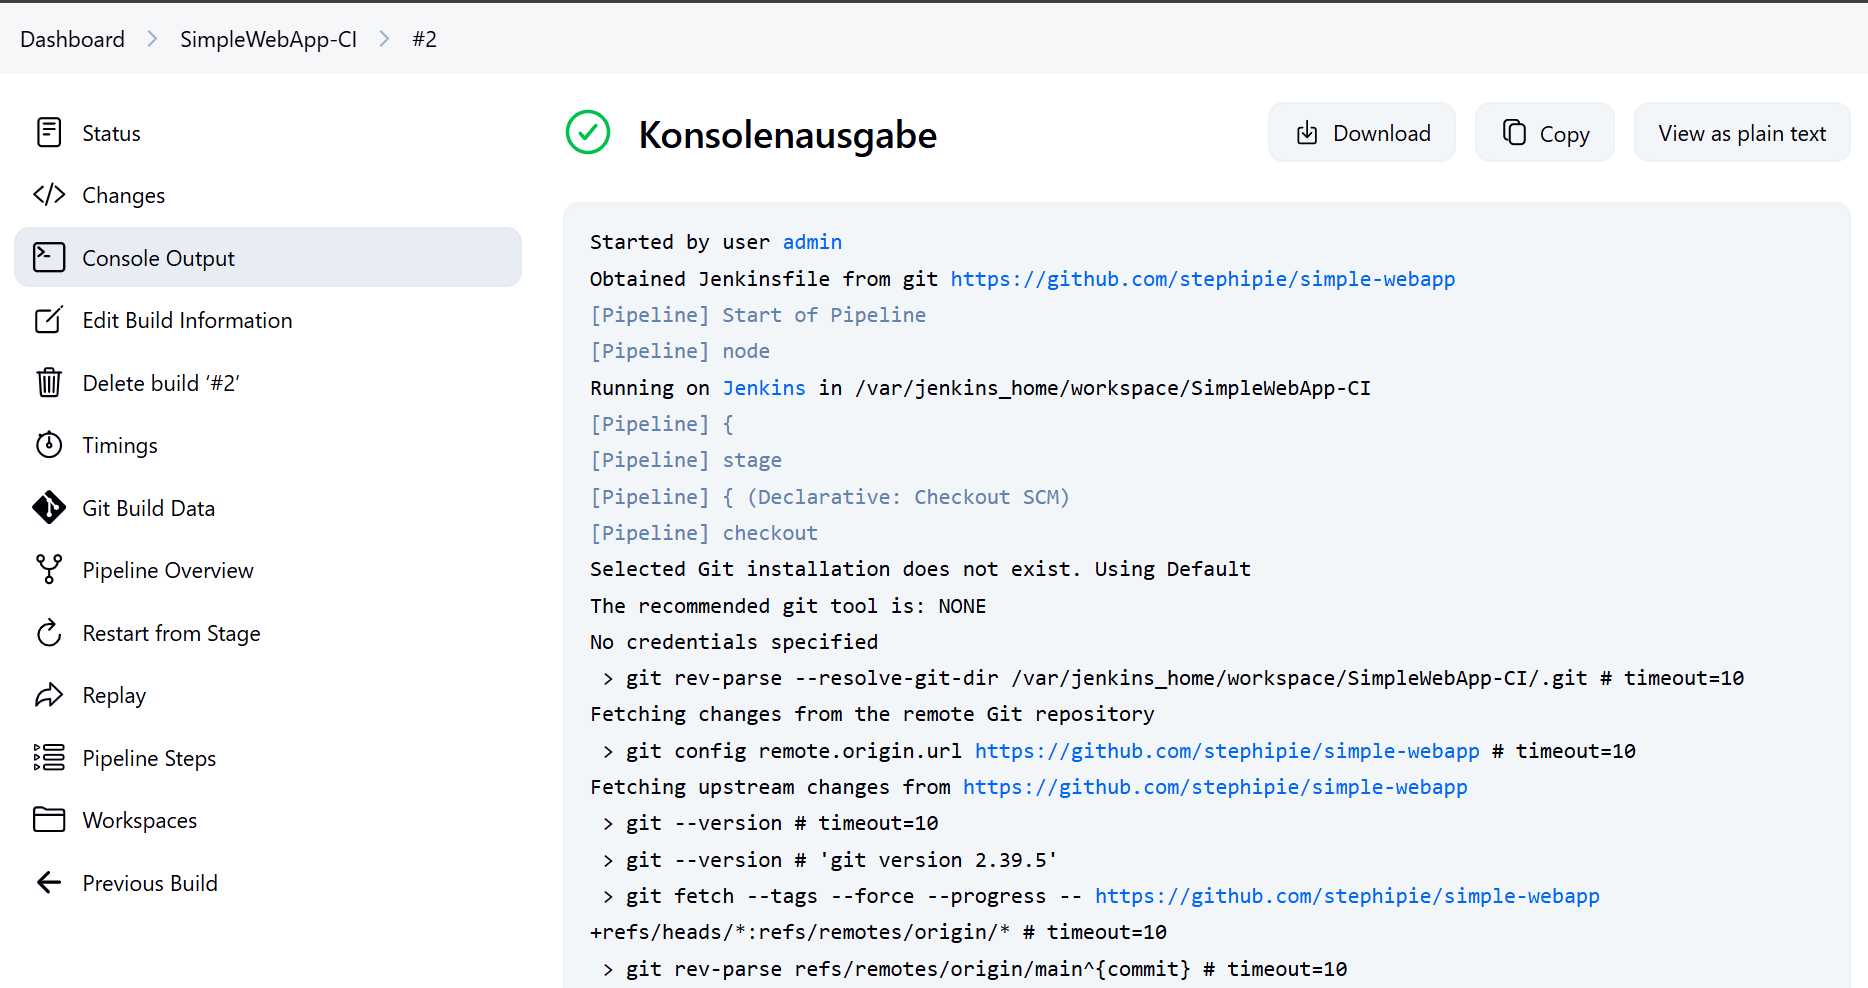 Dashboard > SimpleWebApp-CI > #2
Status
Changes
Console Output
Edit Build Information
Delete build ‘#2’
Timings
Git Build Data
Pipeline Overview
Restart from Stage
Replay
Pipeline Steps
Workspaces
Previous Build
Konsolenausgabe
Download
Copy
View as plain text
Started by user admin
Obtained Jenkinsfile from git https://github.com/stephipie/simple-webapp
[Pipeline] Start of Pipeline
[Pipeline] node
Running on Jenkins in /var/jenkins_home/workspace/SimpleWebApp-CI
[Pipeline] {
[Pipeline] stage
[Pipeline] { (Declarative: Checkout SCM)
[Pipeline] checkout
Selected Git installation does not exist. Using Default
The recommended git tool is: NONE
No credentials specified
> git rev-parse --resolve-git-dir /var/jenkins_home/workspace/SimpleWebApp-CI/.git # timeout=10
Fetching changes from the remote Git repository
> git config remote.origin.url https://github.com/stephipie/simple-webapp # timeout=10
Fetching upstream changes from https://github.com/stephipie/simple-webapp
> git --version # timeout=10
> git --version # 'git version 2.39.5'
> git fetch --tags --force --progress -- https://github.com/stephipie/simple-webapp
+refs/heads/*:refs/remotes/origin/* # timeout=10
> git rev-parse refs/remotes/origin/main^{commit} # timeout=10